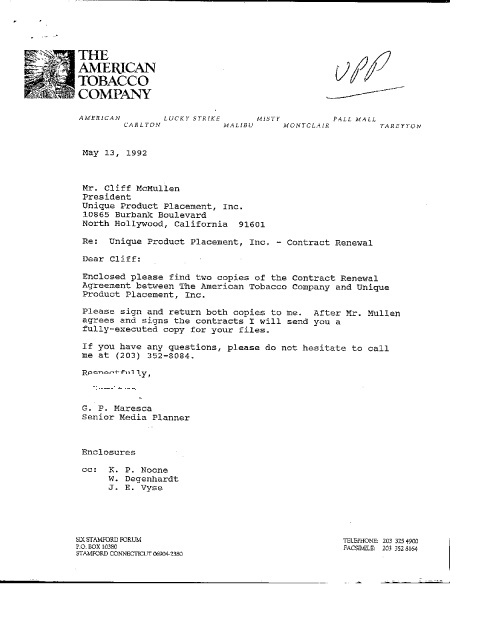 THE
AMERICAN
TOBACCO
COMPANY
UPP
AMERICAN LUCKY STRIKE MISTY PALL MALL
CARLTON MALIBU MONTCLAIR TAREYTON
May 13, 1992
Mr. Cliff McMullen
President
Unique Product Placement, Inc.
10865 Burbank Boulevard
North Hollywood, California 91601
Re: Unique Product Placement, Inc. - Contract Renewal
Dear Cliff:
Enclosed please find two copies of the Contract Renewal
Agreement between The American Tobacco Company and Unique
Product Placement, Inc.
Please sign and return both copies to me. After Mr. Mullen
agrees and signs the contracts I will send you a
fully-executed copy for your files.
If you have any questions, please do not hesitate to call
me at (203) 352-8084.
Respectfully,
G. P. Maresca
Senior Media Planner
Enclosures
cc: K. P. Noone
W. Degenhardt
J. E. Vyse
SIX STAMFORD FORUM
P.O. BOX 10380
STAMFORD CONNECTICUT 06904-2380
TELEPHONE: 203 325 4900
FACSIMILE: 203 352 8164